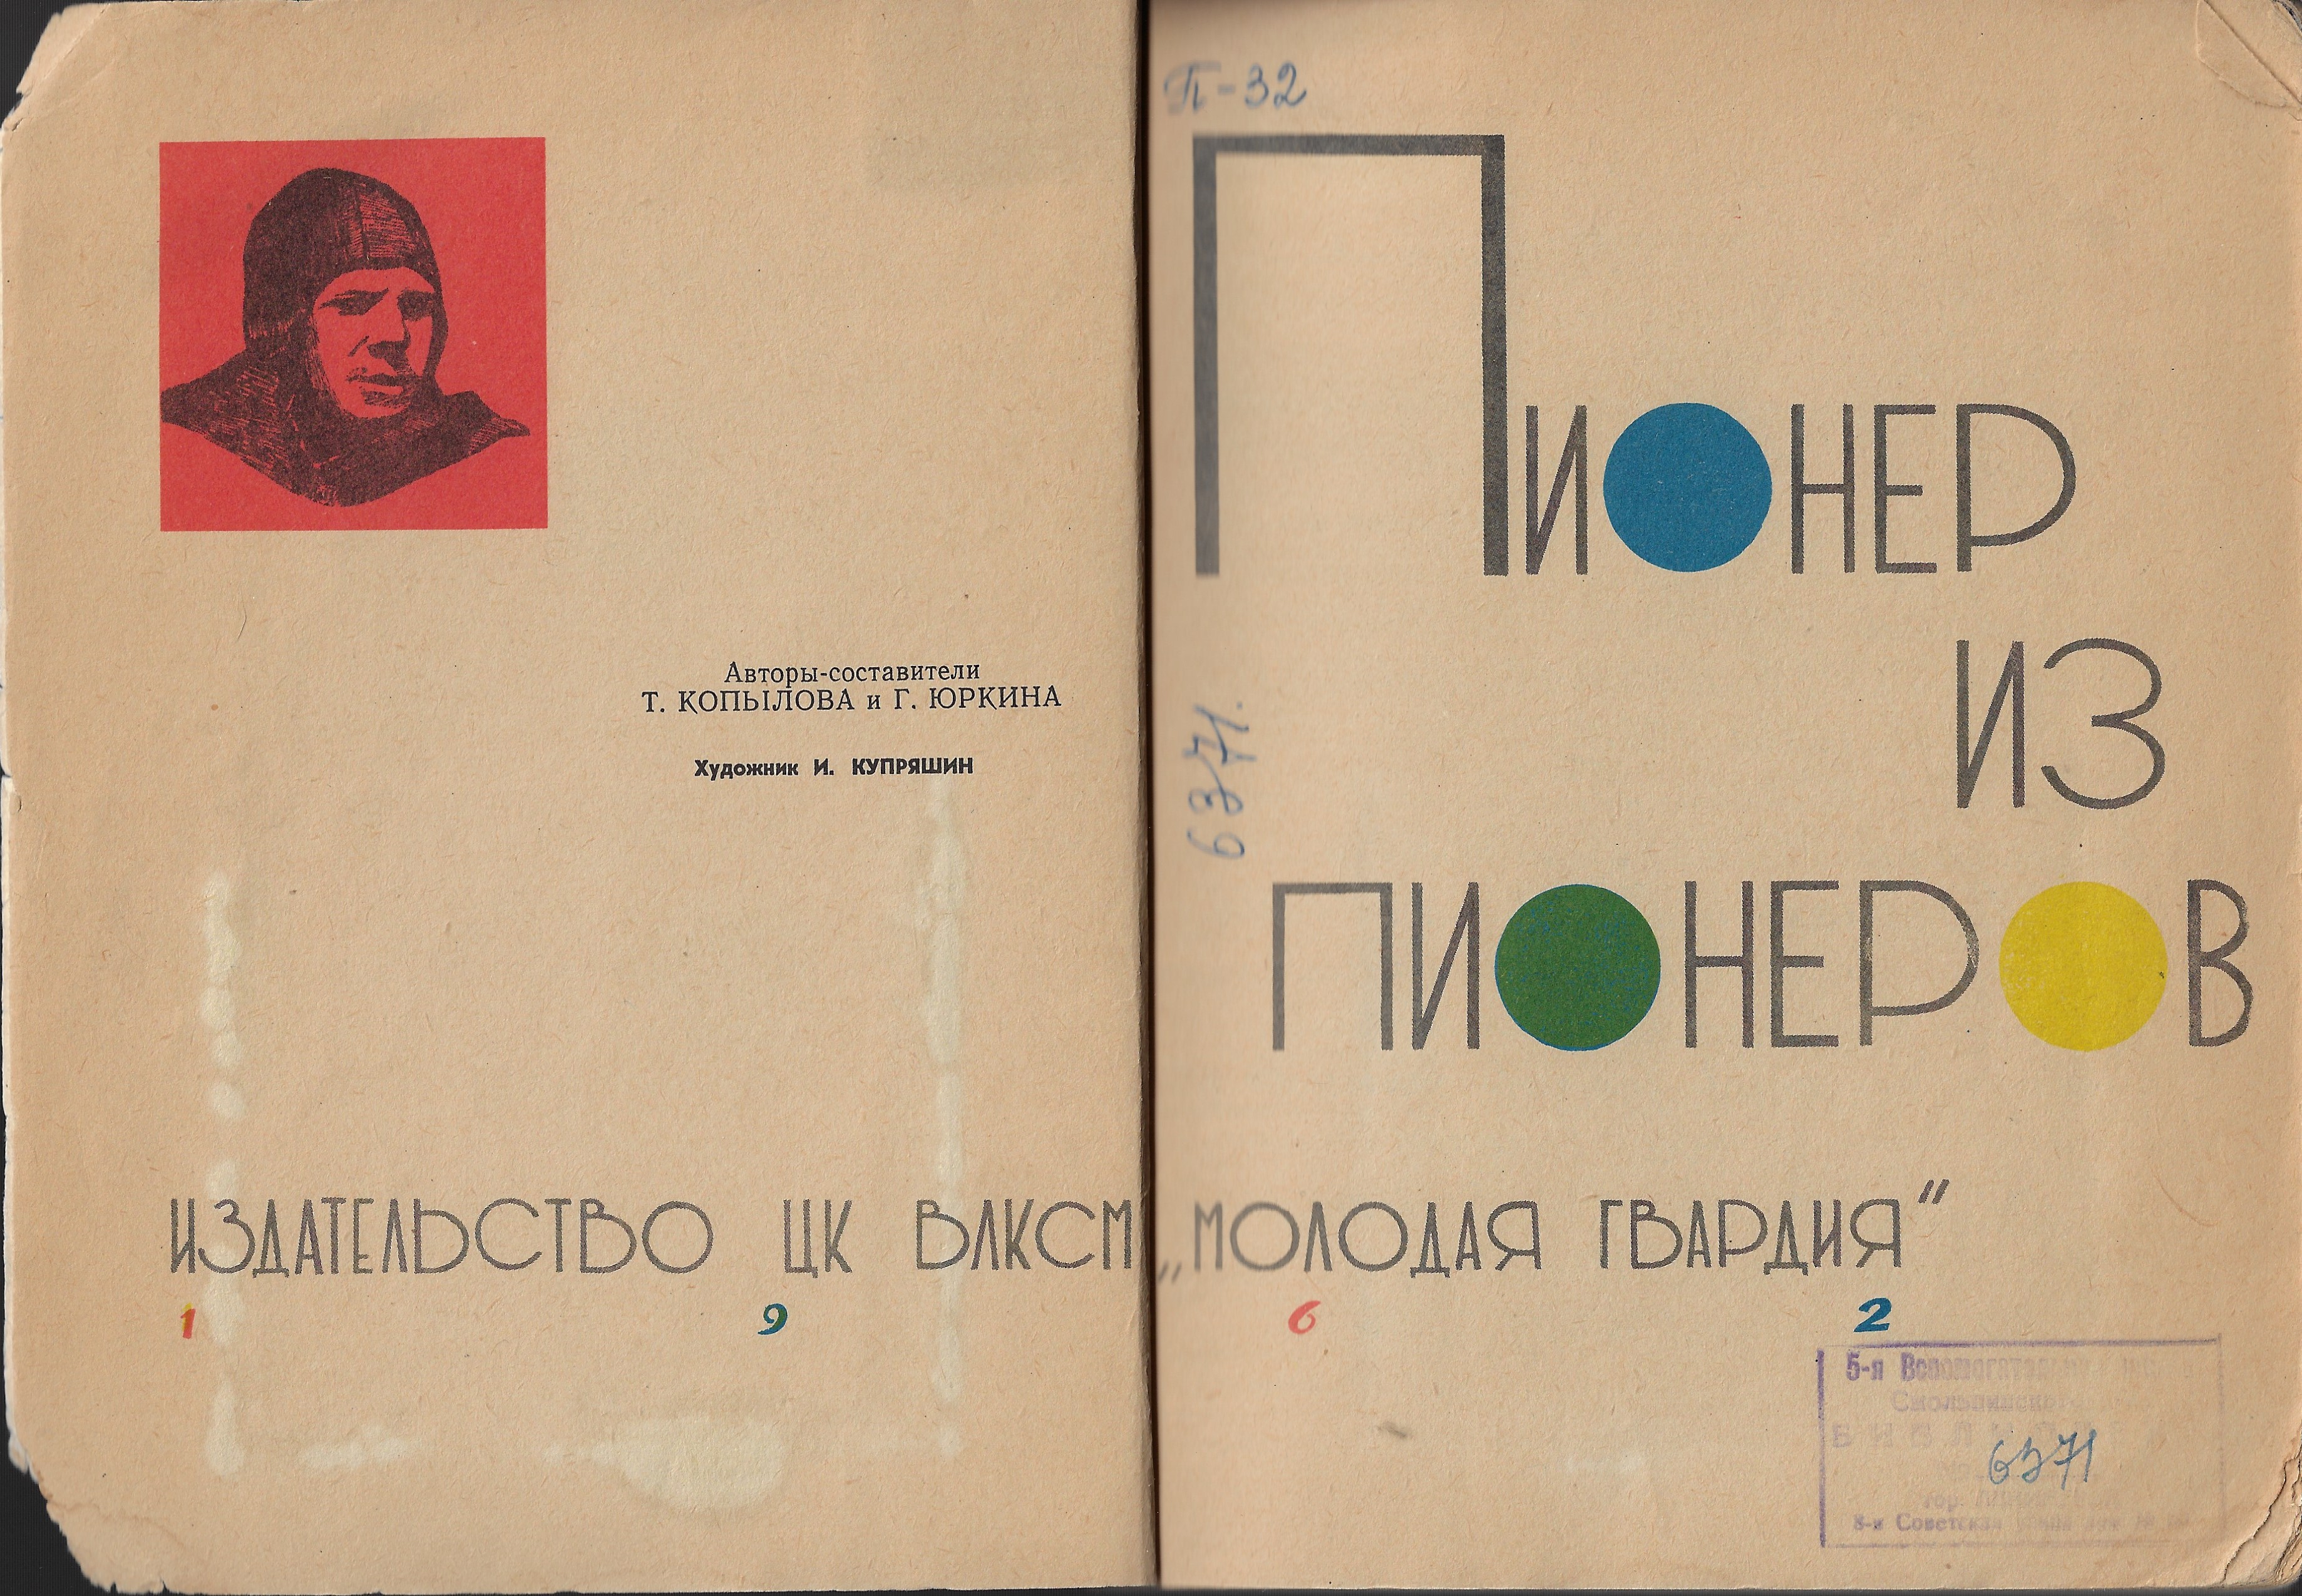 Авторы-составители
Т. КОПЫЛОВА и Г. ЮРКИНА
Художник И. КУПРЯШИН
П-32
ПИОНЕР
ИЗ
ПИОНЕРОВ
6371.
ИЗДАТЕЛЬСТВО ЦК ВЛКСМ „МОЛОДАЯ ГВАРДИЯ"
1 9 6 2
5-я
6371
8-я Советская